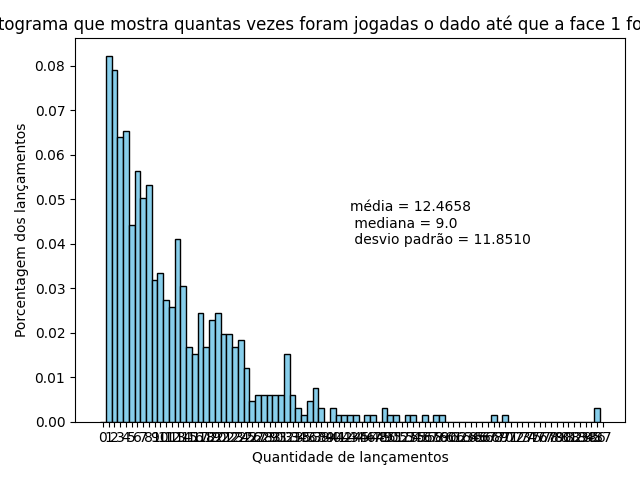 tograma que mostra quantas vezes foram jogadas o dado até que a face 1 fo
0.08
0.07
0.06
0.05
0.04
0.03
0.02
0.01
0.00
Porcentagem dos lançamentos
média = 12.4658
mediana = 9.0
desvio padrão = 11.8510
Quantidade de lançamentos